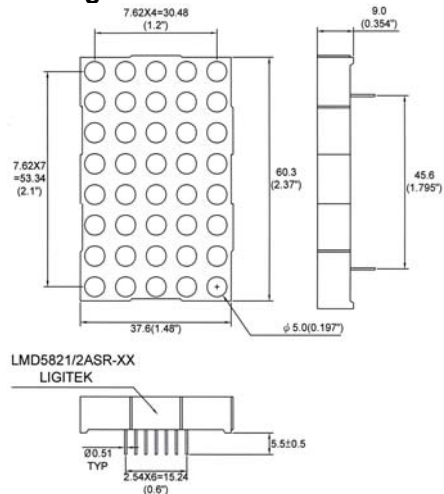 7.62X4=30.48
(1.2")
9.0
(0.354")
7.62X7
=53.34
(2.1")
60.3
(2.37")
45.6
(1.795")
37.6(1.48")
ϕ 5.0(0.197")
LMD5821/2ASR-XX
LIGITEK
Ø0.51
TYP
2.54X6=15.24
(0.6")
5.5±0.5